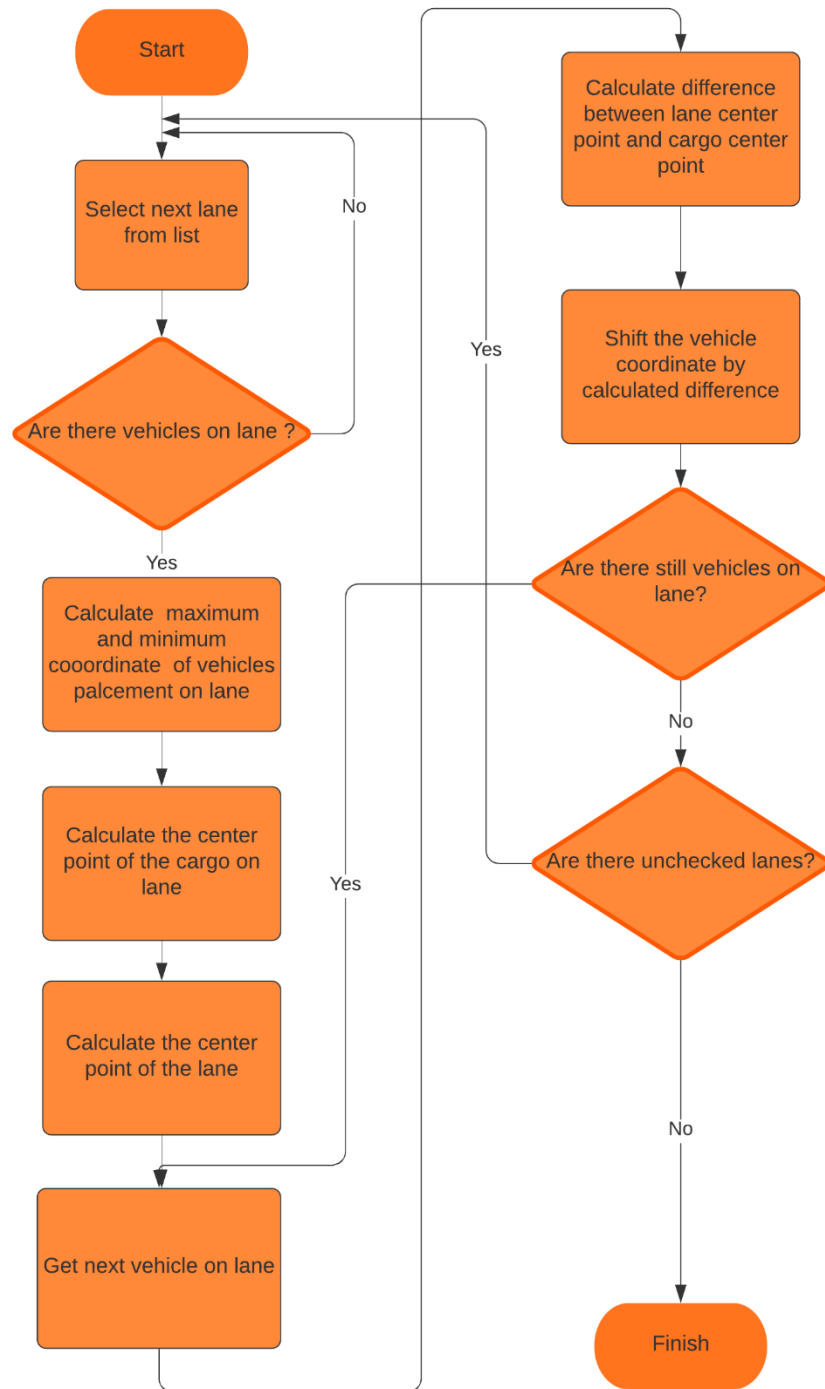 Start
Select next lane
from list
No
Are there vehicles on lane ?
Yes
Calculate  maximum
and minimum
cooordinate  of vehicles
palcement on lane
Calculate the center
point of the cargo on
lane
Calculate the center
point of the lane
Get next vehicle on lane
Calculate difference
between lane center
point and cargo center
point
Shift the vehicle
coordinate by
calculated difference
Are there still vehicles on
lane?
Yes
No
Are there unchecked lanes?
Yes
No
Finish